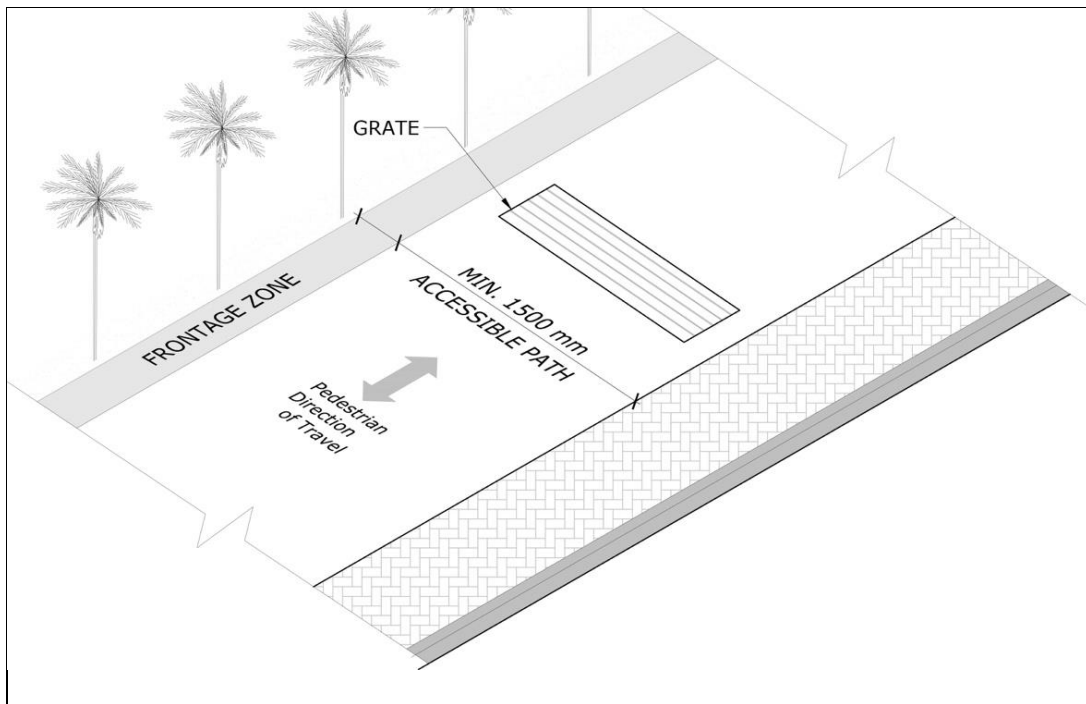 GRATE
FRONTAGE ZONE
MIN. 1500 mm
ACCESSIBLE PATH
Pedestrian
Direction
of Travel